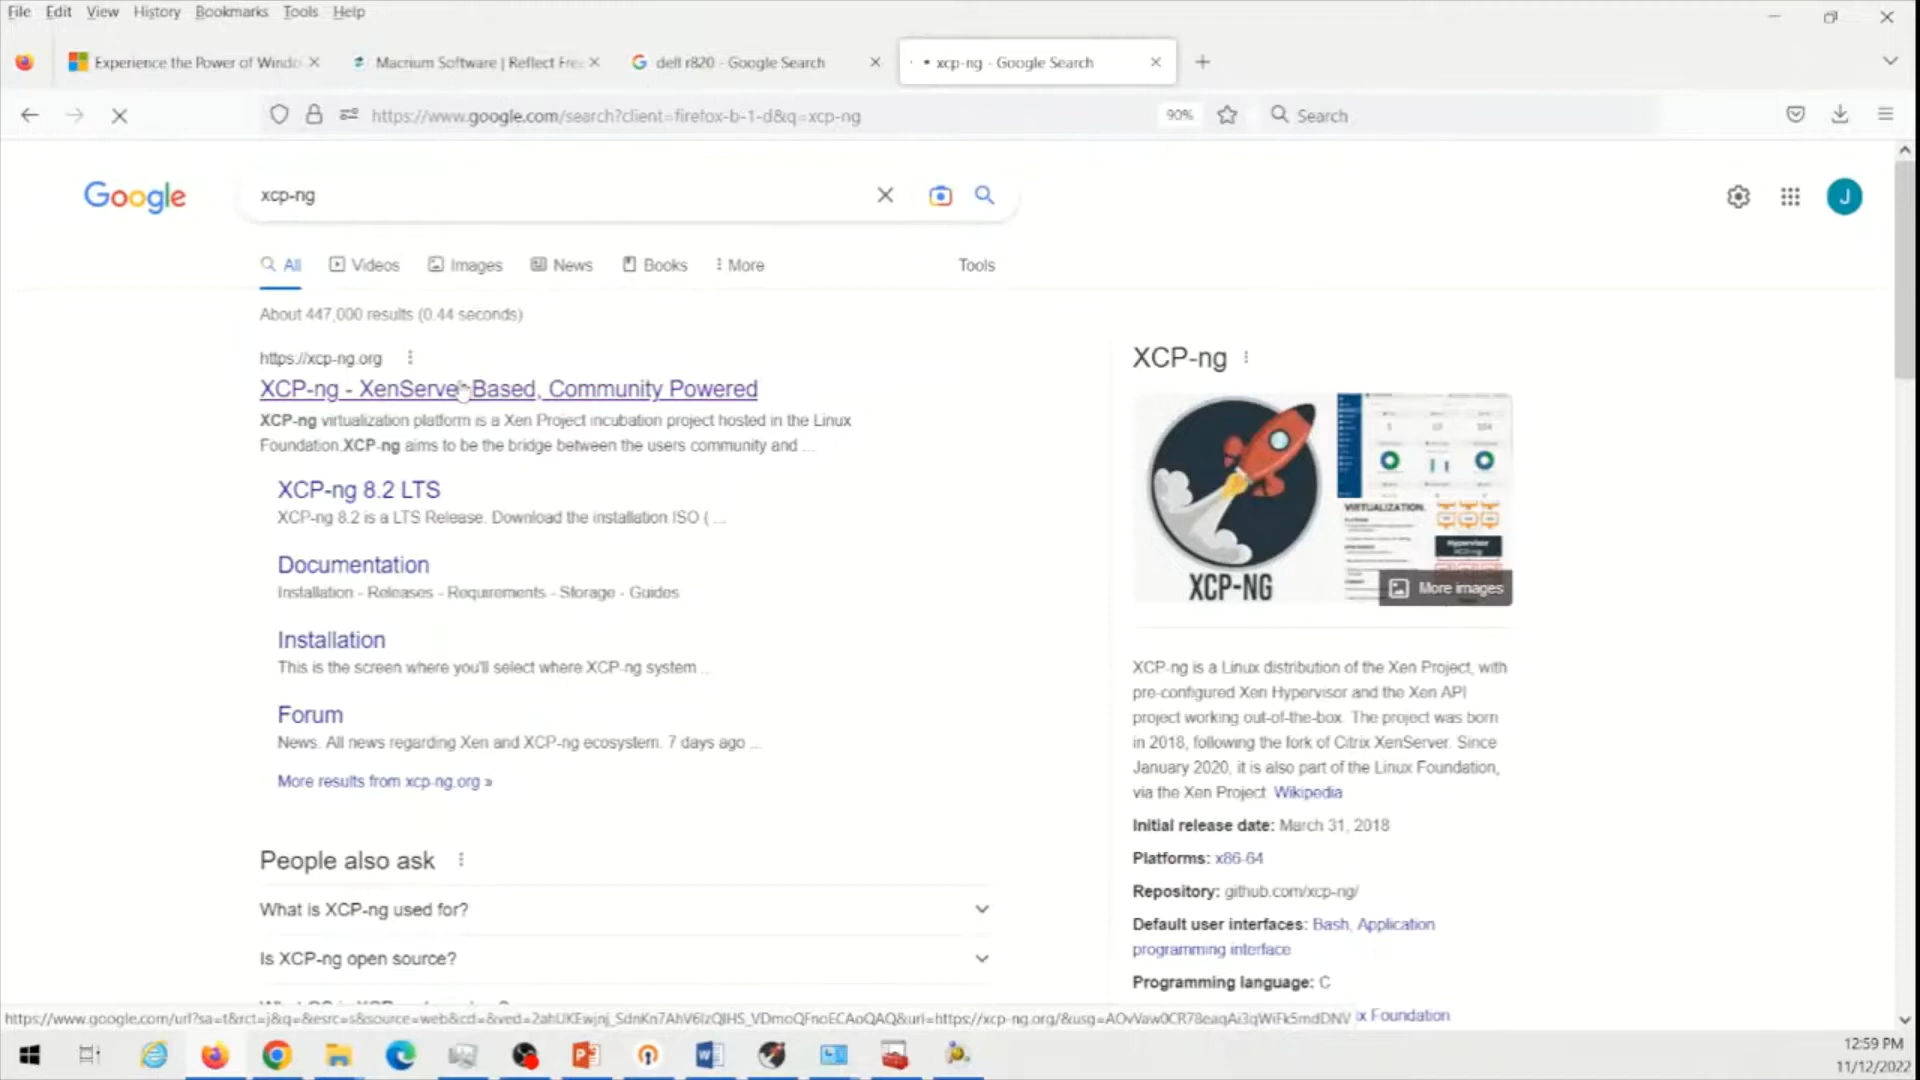 File Edit View History Bookmarks Tools Help
Experience the Power of Windo
Macrium Software | Reflect Free
dell r820 - Google Search
xcp-ng - Google Search
https://www.google.com/search?client=firefox-b-1-d&q=xcp-ng
90%
Search
Google
xcp-ng
J
All Videos Images News Books More Tools
About 447,000 results (0.44 seconds)
https://xcp-ng.org
XCP-ng - XenServer Based, Community Powered
XCP-ng virtualization platform is a Xen Project incubation project hosted in the Linux
Foundation.XCP-ng aims to be the bridge between the users community and ...
XCP-ng 8.2 LTS
XCP-ng 8.2 is a LTS Release. Download the installation ISO ( ...
Documentation
Installation - Releases - Requirements - Storage - Guides
Installation
This is the screen where you'll select where XCP-ng system ...
Forum
News. All news regarding Xen and XCP-ng ecosystem. 7 days ago ...
More results from xcp-ng.org »
People also ask
What is XCP-ng used for?
Is XCP-ng open source?
XCP-ng
XCP-NG
VIRTUALIZATION.
Hypervisor
More images
XCP-ng is a Linux distribution of the Xen Project, with
pre-configured Xen Hypervisor and the Xen API
project working out-of-the-box. The project was born
in 2018, following the fork of Citrix XenServer. Since
January 2020, it is also part of the Linux Foundation,
via the Xen Project. Wikipedia
Initial release date: March 31, 2018
Platforms: x86-64
Repository: github.com/xcp-ng/
Default user interfaces: Bash, Application
programming interface
Programming language: C
x Foundation
12:59 PM
11/12/2022